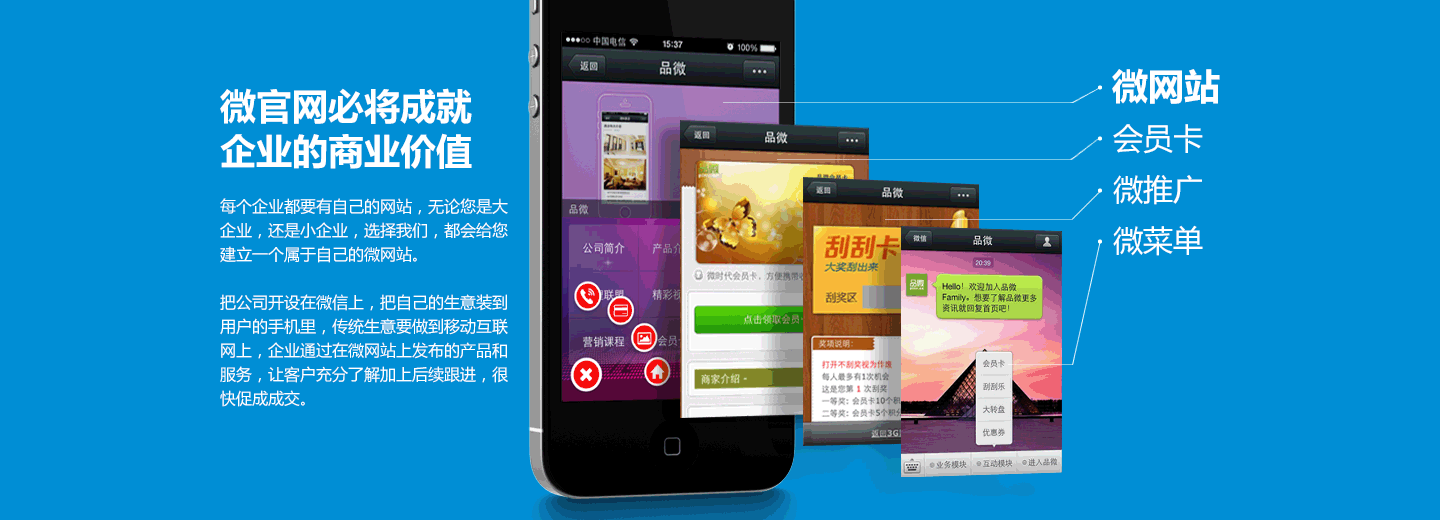 微官网必将成就
企业的商业价值
每个企业都要有自己的网站，无论您是大
企业，还是小企业，选择我们，都会给您
建立一个属于自己的微网站。
把公司开设在微信上，把自己的生意装到
用户的手机里，传统生意要做到移动互联
网上，企业通过在微网站上发布的产品和
服务，让客户充分了解加上后续跟进，很
快促成成交。
中国电信
15:37
100%
返回
品微
品微
公司简介
产品介
联盟
精彩视
营销课程
会员
返回
品微
微时代会员卡，方便携带
点击领取会员
商家介绍
返回
品微
刮刮卡
大奖刮出来
刮奖区
奖项说明：
打开不刮奖视为作废
每人最多有1次机会
这是您第 1 次刮奖
一等奖: 会员卡10个积
二等奖: 会员卡5个积分
返回3G
微信
品微
20:39
品微
Hello！欢迎加入品微
Family。想要了解品微更多
资讯就回复首页吧！
会员卡
刮刮乐
大转盘
优惠券
业务模块
互动模块
进入品微
微网站
会员卡
微推广
微菜单